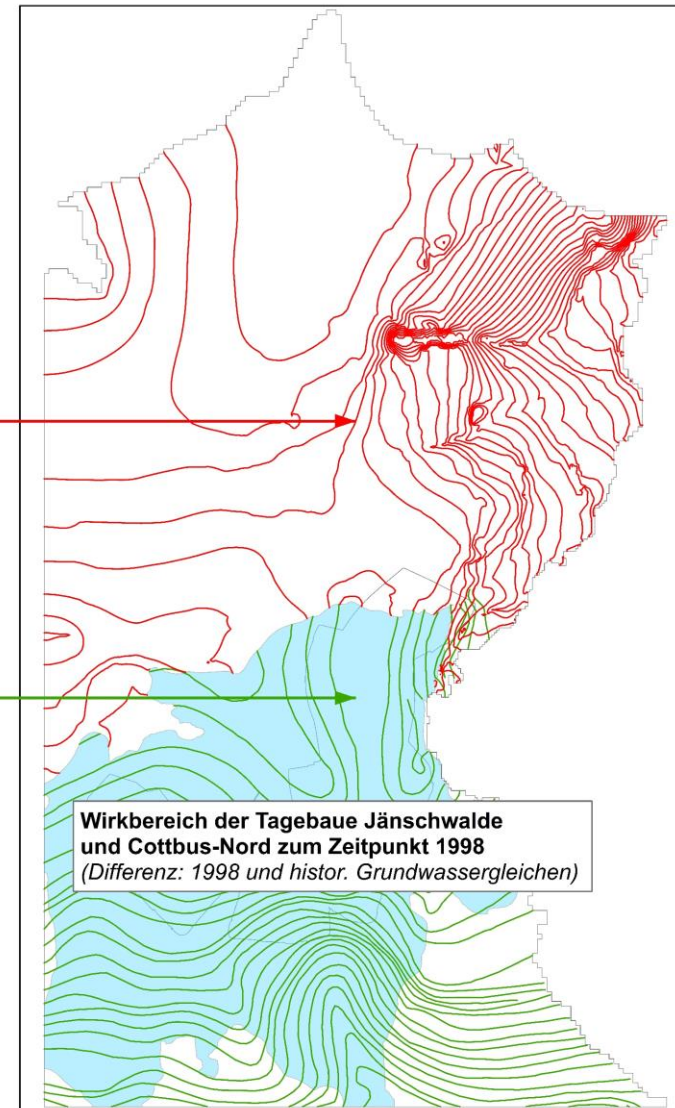 Wirkbereich der Tagebaue Jänschwalde
und Cottbus-Nord zum Zeitpunkt 1998
(Differenz: 1998 und histor. Grundwassergleichen)